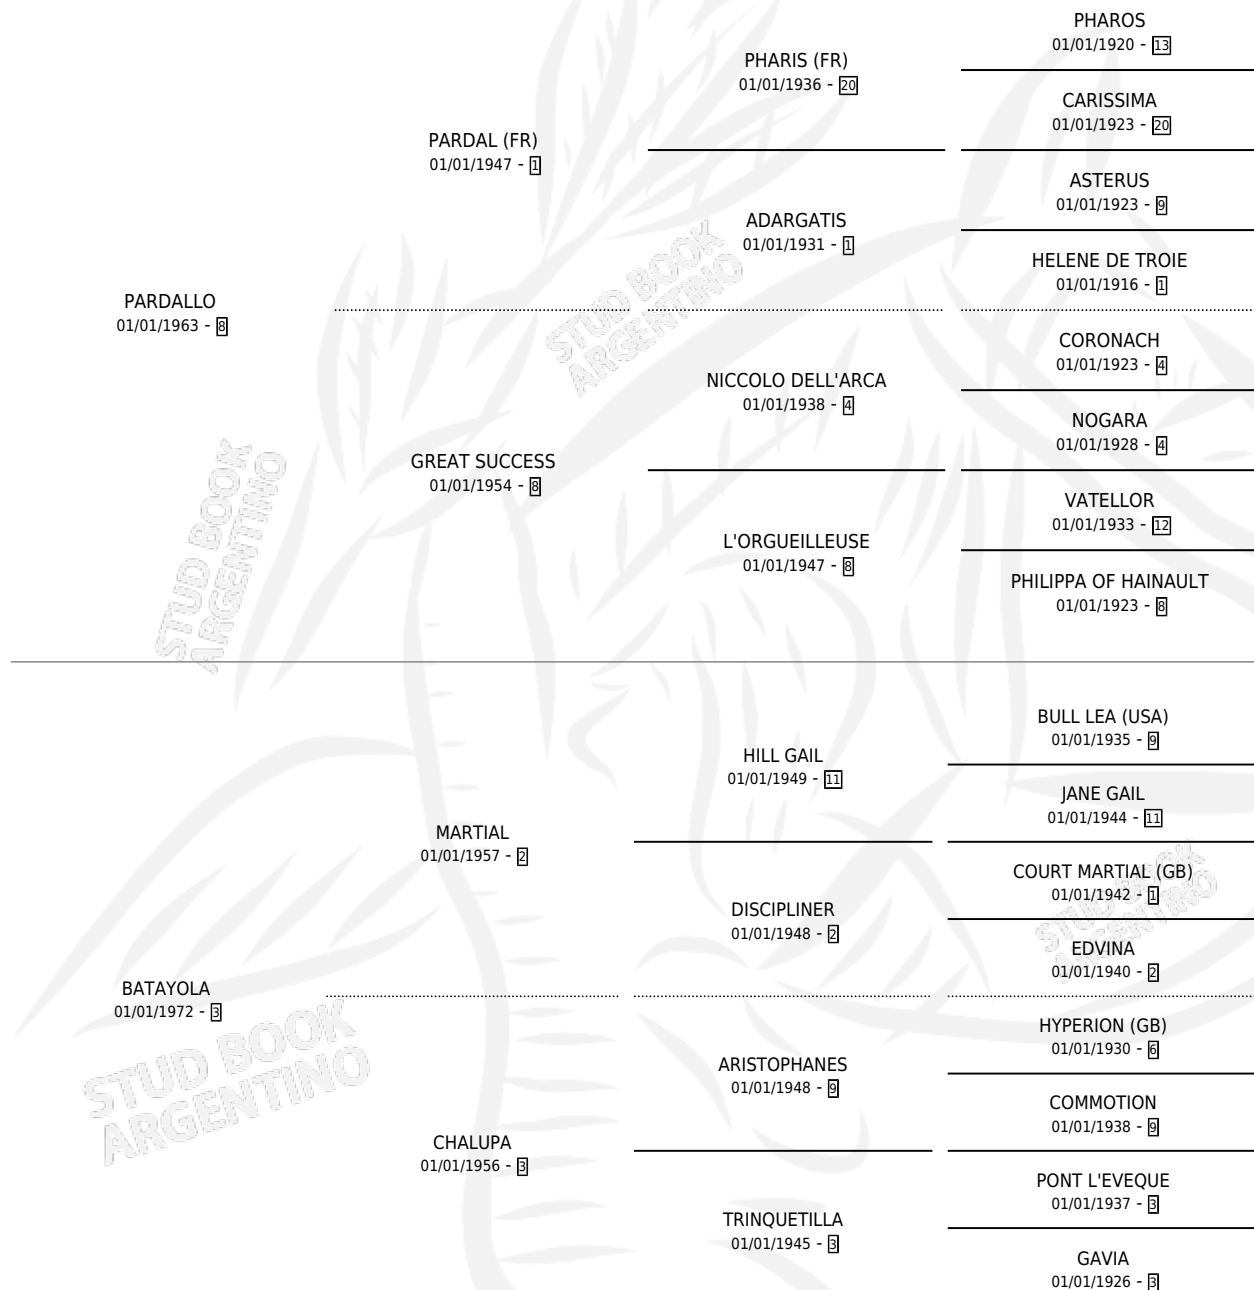 PHAROS
01/01/1920 - 13
PHARIS (FR)
01/01/1936 - 20
CARISSIMA
01/01/1923 - 20
PARDAL (FR)
01/01/1947 - 1
ASTERUS
01/01/1923 - 9
ADARGATIS
01/01/1931 - 1
HELENE DE TROIE
01/01/1916 - 1
PARDALLO
01/01/1963 - 8
CORONACH
01/01/1923 - 4
NICCOLO DELL'ARCA
01/01/1938 - 4
NOGARA
01/01/1928 - 4
GREAT SUCCESS
01/01/1954 - 8
VATELLOR
01/01/1933 - 12
L'ORGUEILLEUSE
01/01/1947 - 8
PHILIPPA OF HAINAULT
01/01/1923 - 8
BULL LEA (USA)
01/01/1935 - 9
HILL GAIL
01/01/1949 - 11
JANE GAIL
01/01/1944 - 11
MARTIAL
01/01/1957 - 2
COURT MARTIAL (GB)
01/01/1942 - 1
DISCIPLINER
01/01/1948 - 2
EDVINA
01/01/1940 - 2
BATAYOLA
01/01/1972 - 3
HYPERION (GB)
01/01/1930 - 6
ARISTOPHANES
01/01/1948 - 9
COMMOTION
01/01/1938 - 9
CHALUPA
01/01/1956 - 3
PONT L'EVEQUE
01/01/1937 - 3
TRINQUETILLA
01/01/1945 - 3
GAVIA
01/01/1926 - 3
STUD BOOK
ARGENTINO
STUD BOOK
ARGENTINO
STUD BOOK
ARGENTINO
STUD BOOK
ARGENTINO